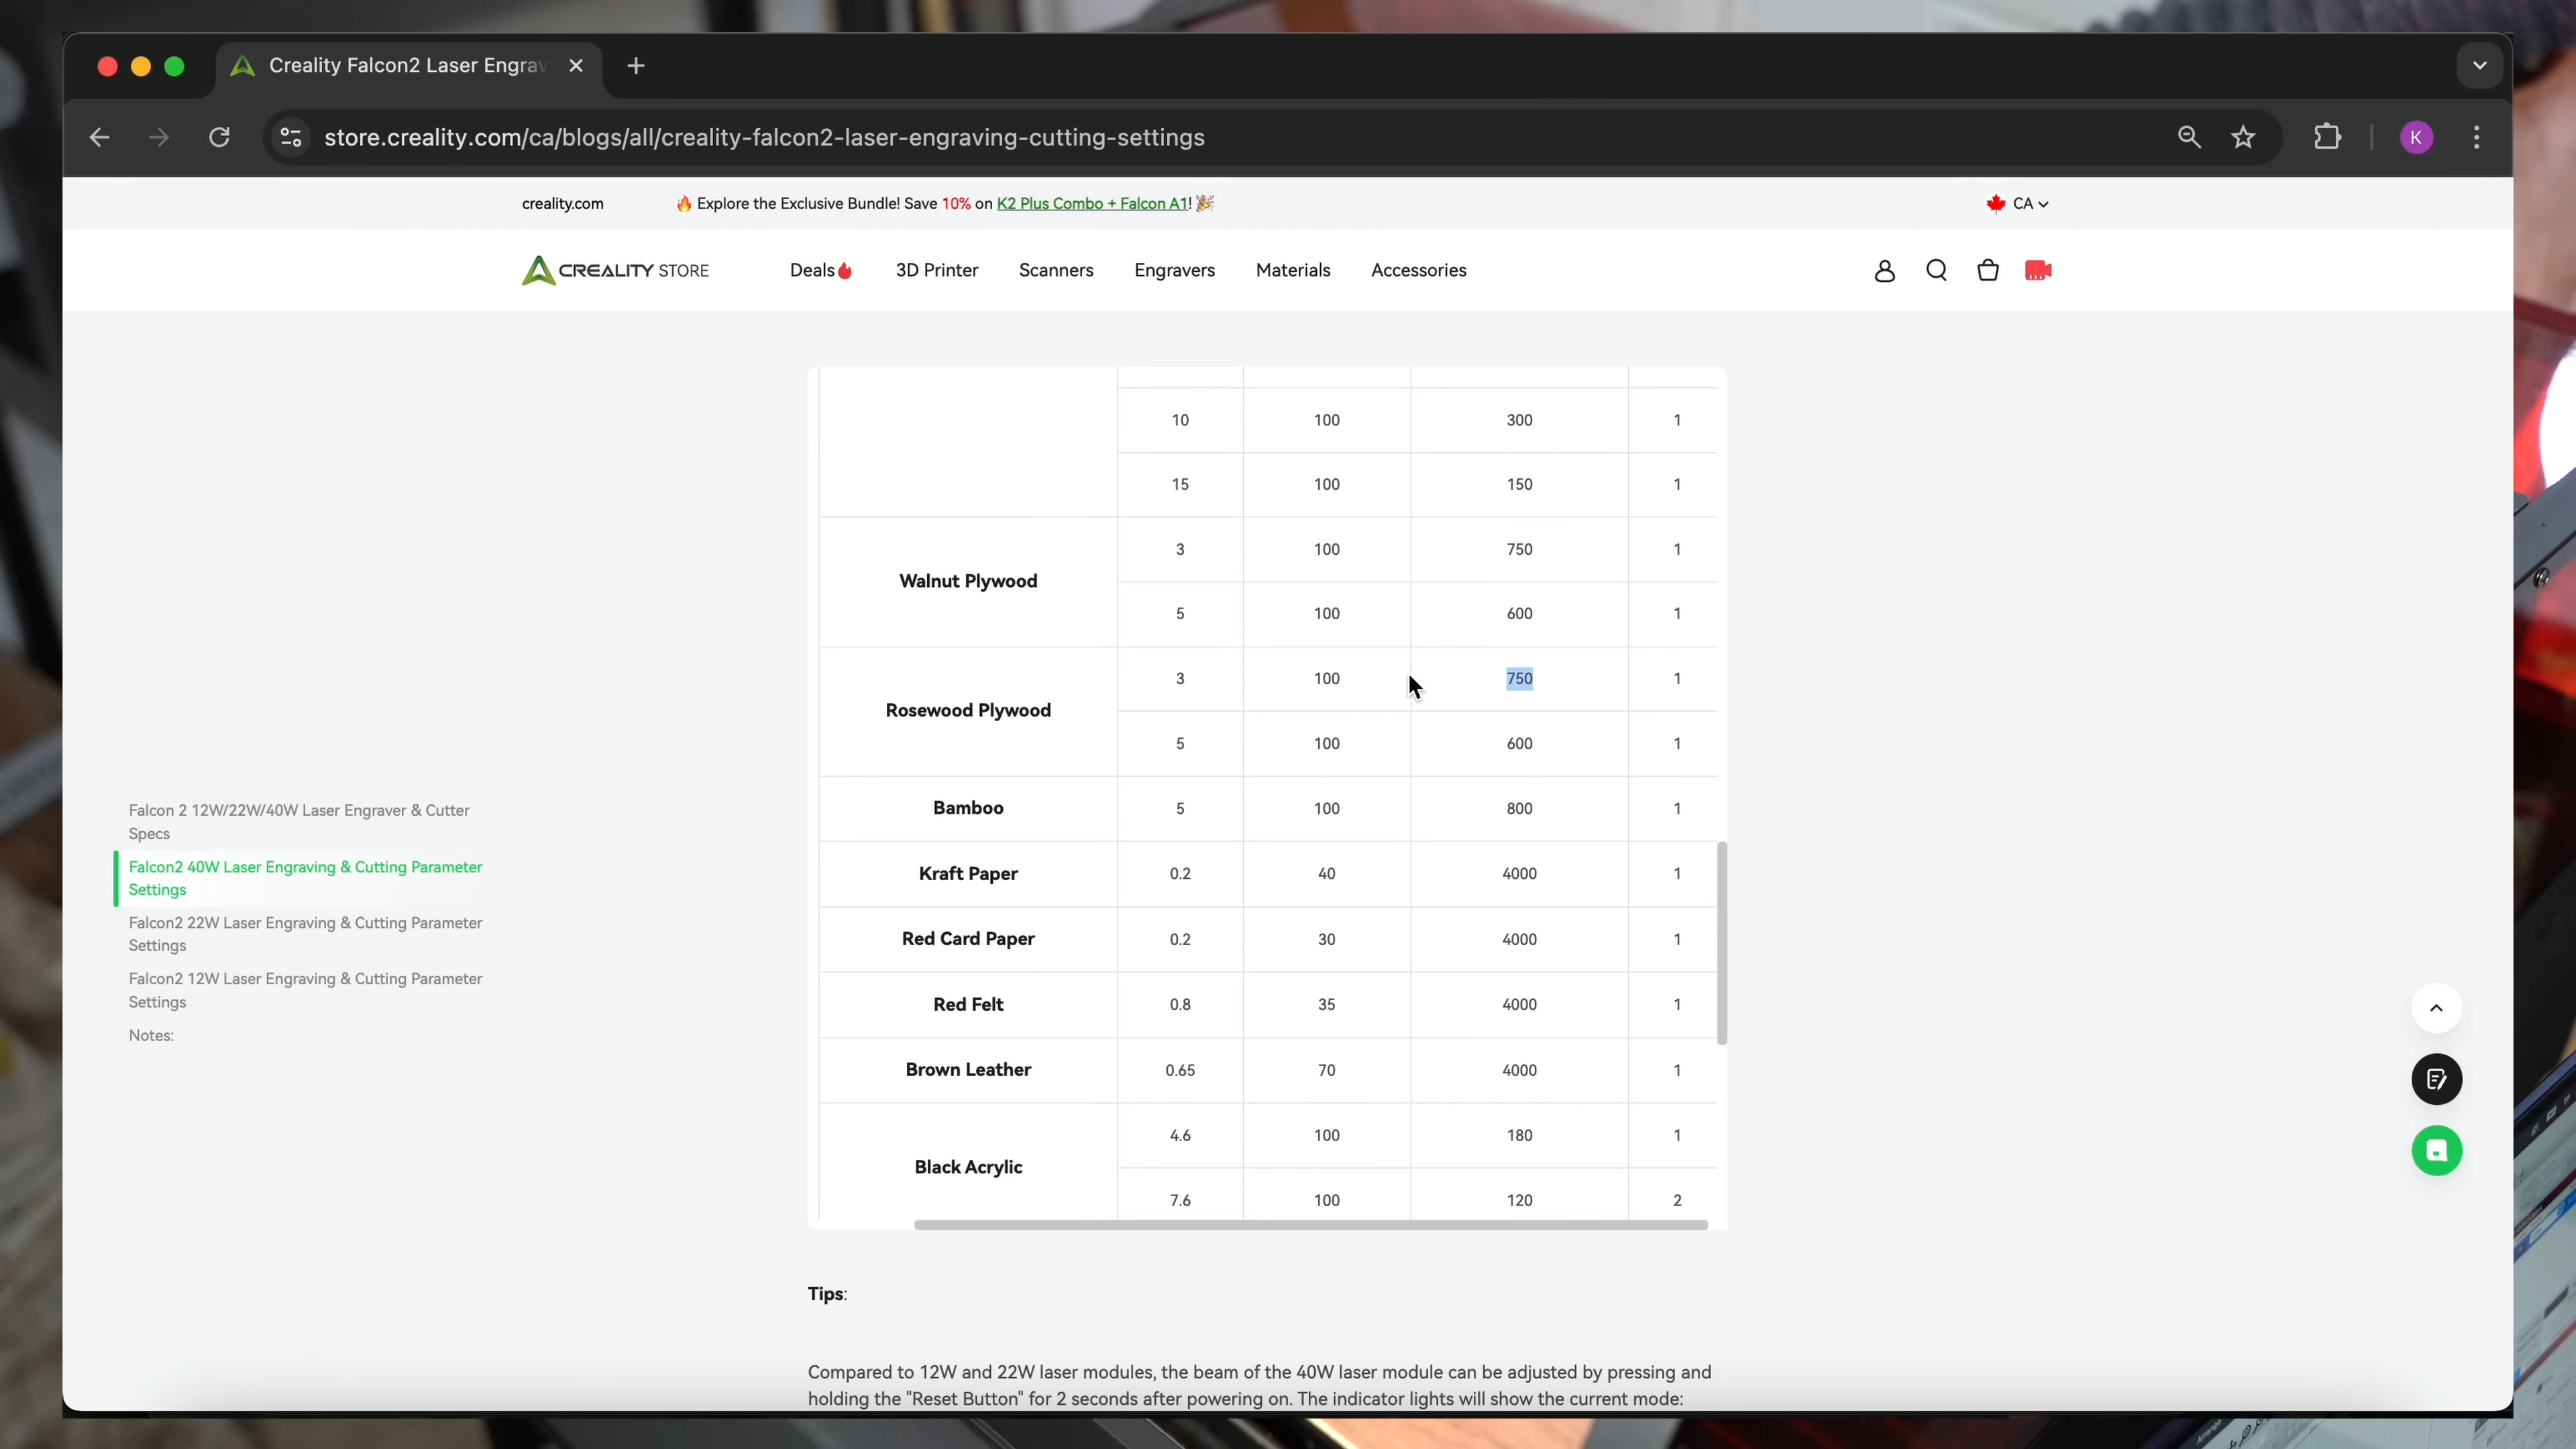 Creality Falcon2 Laser Engrav
store.creality.com/ca/blogs/all/creality-falcon2-laser-engraving-cutting-settings
K
creality.com
🔥 Explore the Exclusive Bundle! Save 10% on K2 Plus Combo + Falcon A1! 🎉
CA
CREALITY STORE
Deals
3D Printer
Scanners
Engravers
Materials
Accessories
10 100 300 1
15 100 150 1
Walnut Plywood
3 100 750 1
5 100 600 1
Rosewood Plywood
3 100 750 1
5 100 600 1
Bamboo 5 100 800 1
Kraft Paper 0.2 40 4000 1
Red Card Paper 0.2 30 4000 1
Red Felt 0.8 35 4000 1
Brown Leather 0.65 70 4000 1
Black Acrylic
4.6 100 180 1
7.6 100 120 2
Falcon 2 12W/22W/40W Laser Engraver & Cutter
Specs
Falcon2 40W Laser Engraving & Cutting Parameter
Settings
Falcon2 22W Laser Engraving & Cutting Parameter
Settings
Falcon2 12W Laser Engraving & Cutting Parameter
Settings
Notes:
Tips:
Compared to 12W and 22W laser modules, the beam of the 40W laser module can be adjusted by pressing and
holding the "Reset Button" for 2 seconds after powering on. The indicator lights will show the current mode: